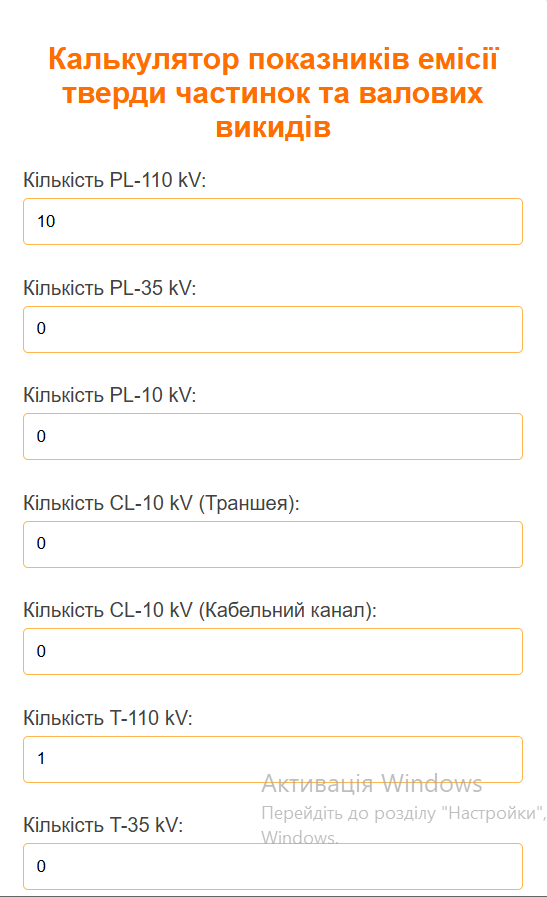 Калькулятор показників емісії
тверди частинок та валових
викидів
Кількість PL-110 kV:
10
Кількість PL-35 kV:
0
Кількість PL-10 kV:
0
Кількість CL-10 kV (Траншея):
0
Кількість CL-10 kV (Кабельний канал):
0
Кількість T-110 kV:
1
Активація Windows
Перейдіть до розділу "Настройки",
Windows.
Кількість T-35 kV:
0